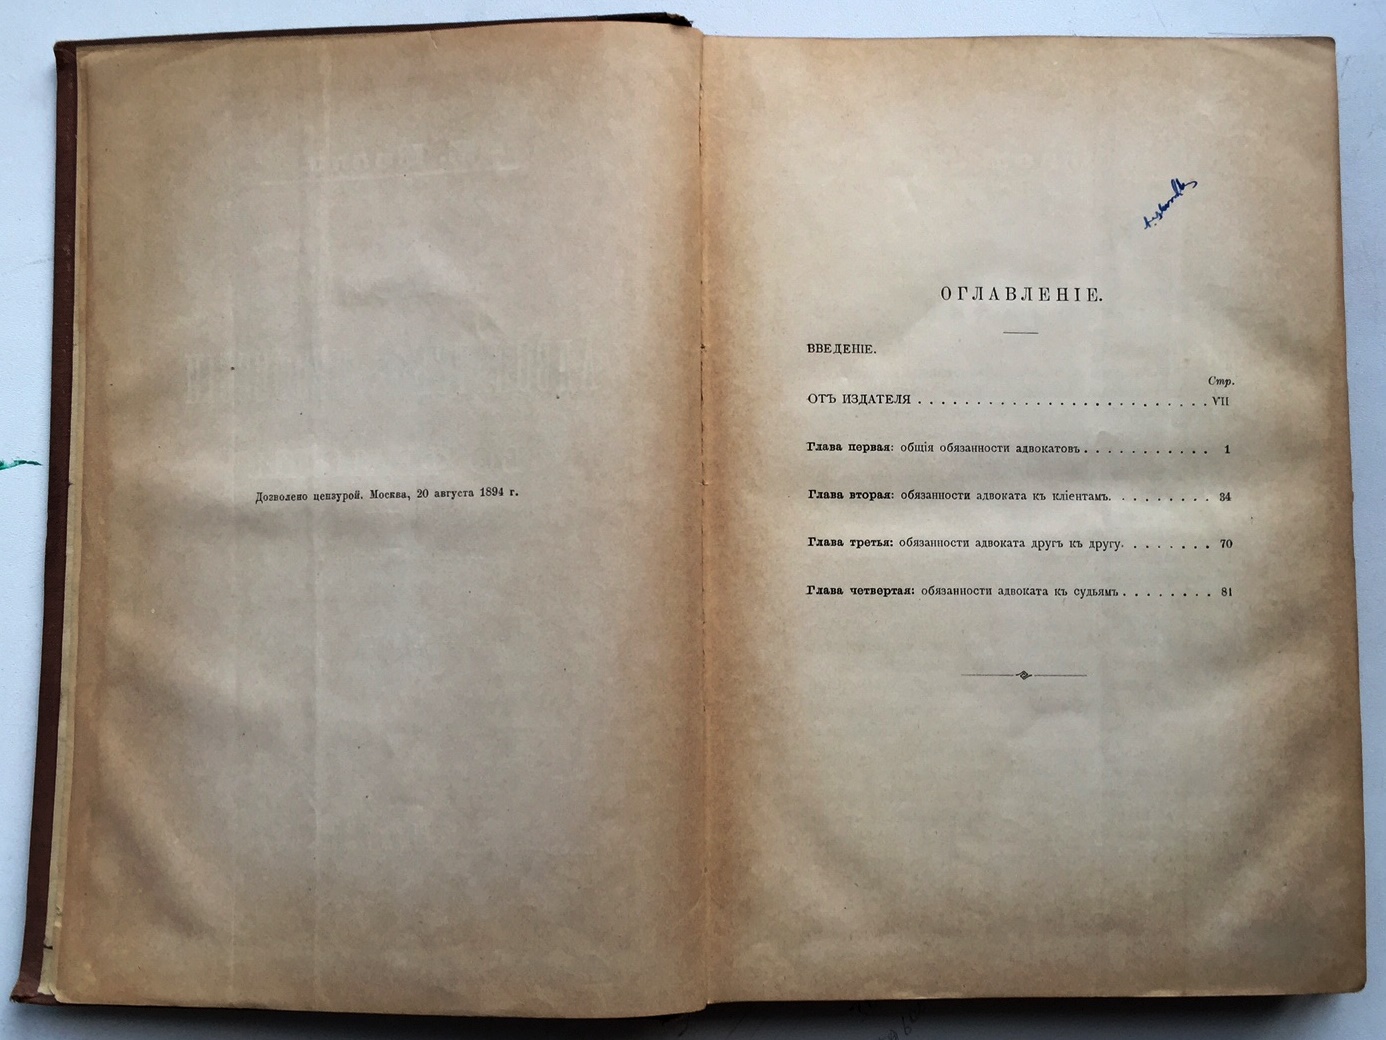 Дозволено цензурой. Москва, 20 августа 1894 г.
ОГЛАВЛЕНІЕ.
ВВЕДЕНІЕ.
Стр.
ОТЪ ИЗДАТЕЛЯ . . . . . . . . . . . . . . . . . . . . . . . . . . VII
Глава первая: общія обязанности адвокатовъ . . . . . . . . . . . 1
Глава вторая: обязанности адвоката къ кліентамъ. . . . . . . . . 34
Глава третья: обязанности адвоката другъ къ другу. . . . . . . . 70
Глава четвертая: обязанности адвоката къ судьямъ . . . . . . . . 81